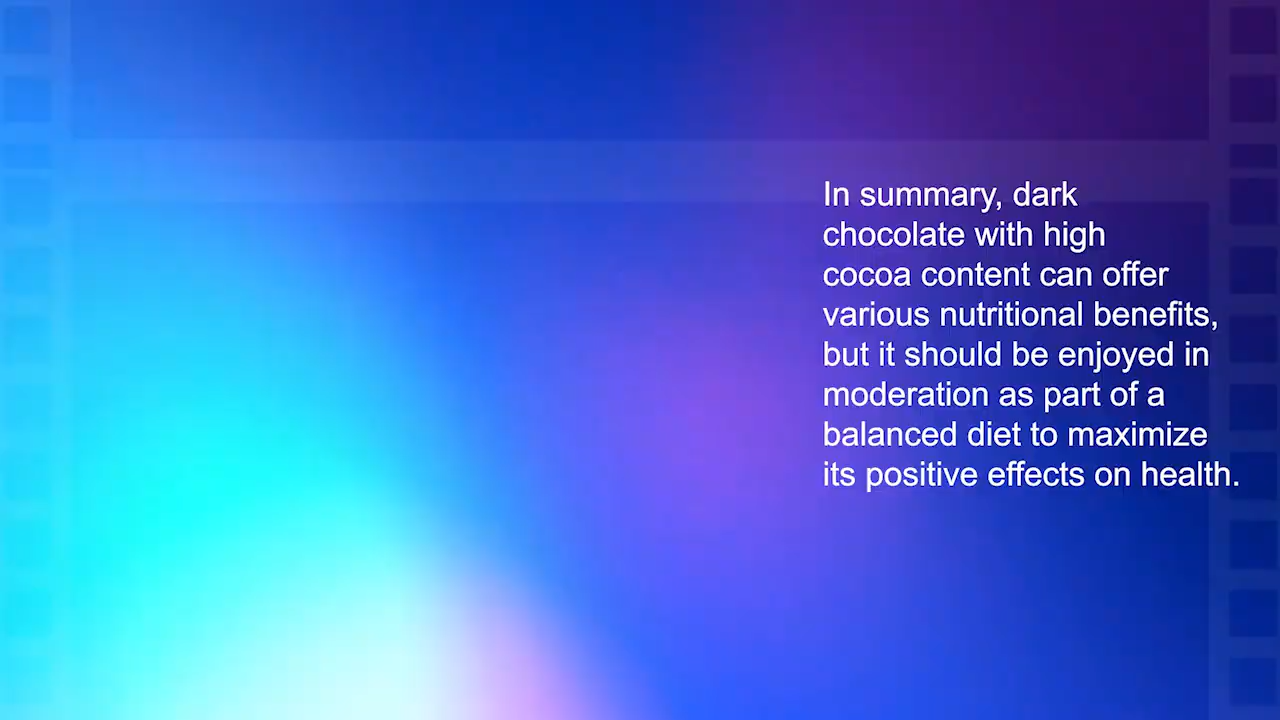 In summary, dark
chocolate with high
cocoa content can offer
various nutritional benefits,
but it should be enjoyed in
moderation as part of a
balanced diet to maximize
its positive effects on health.